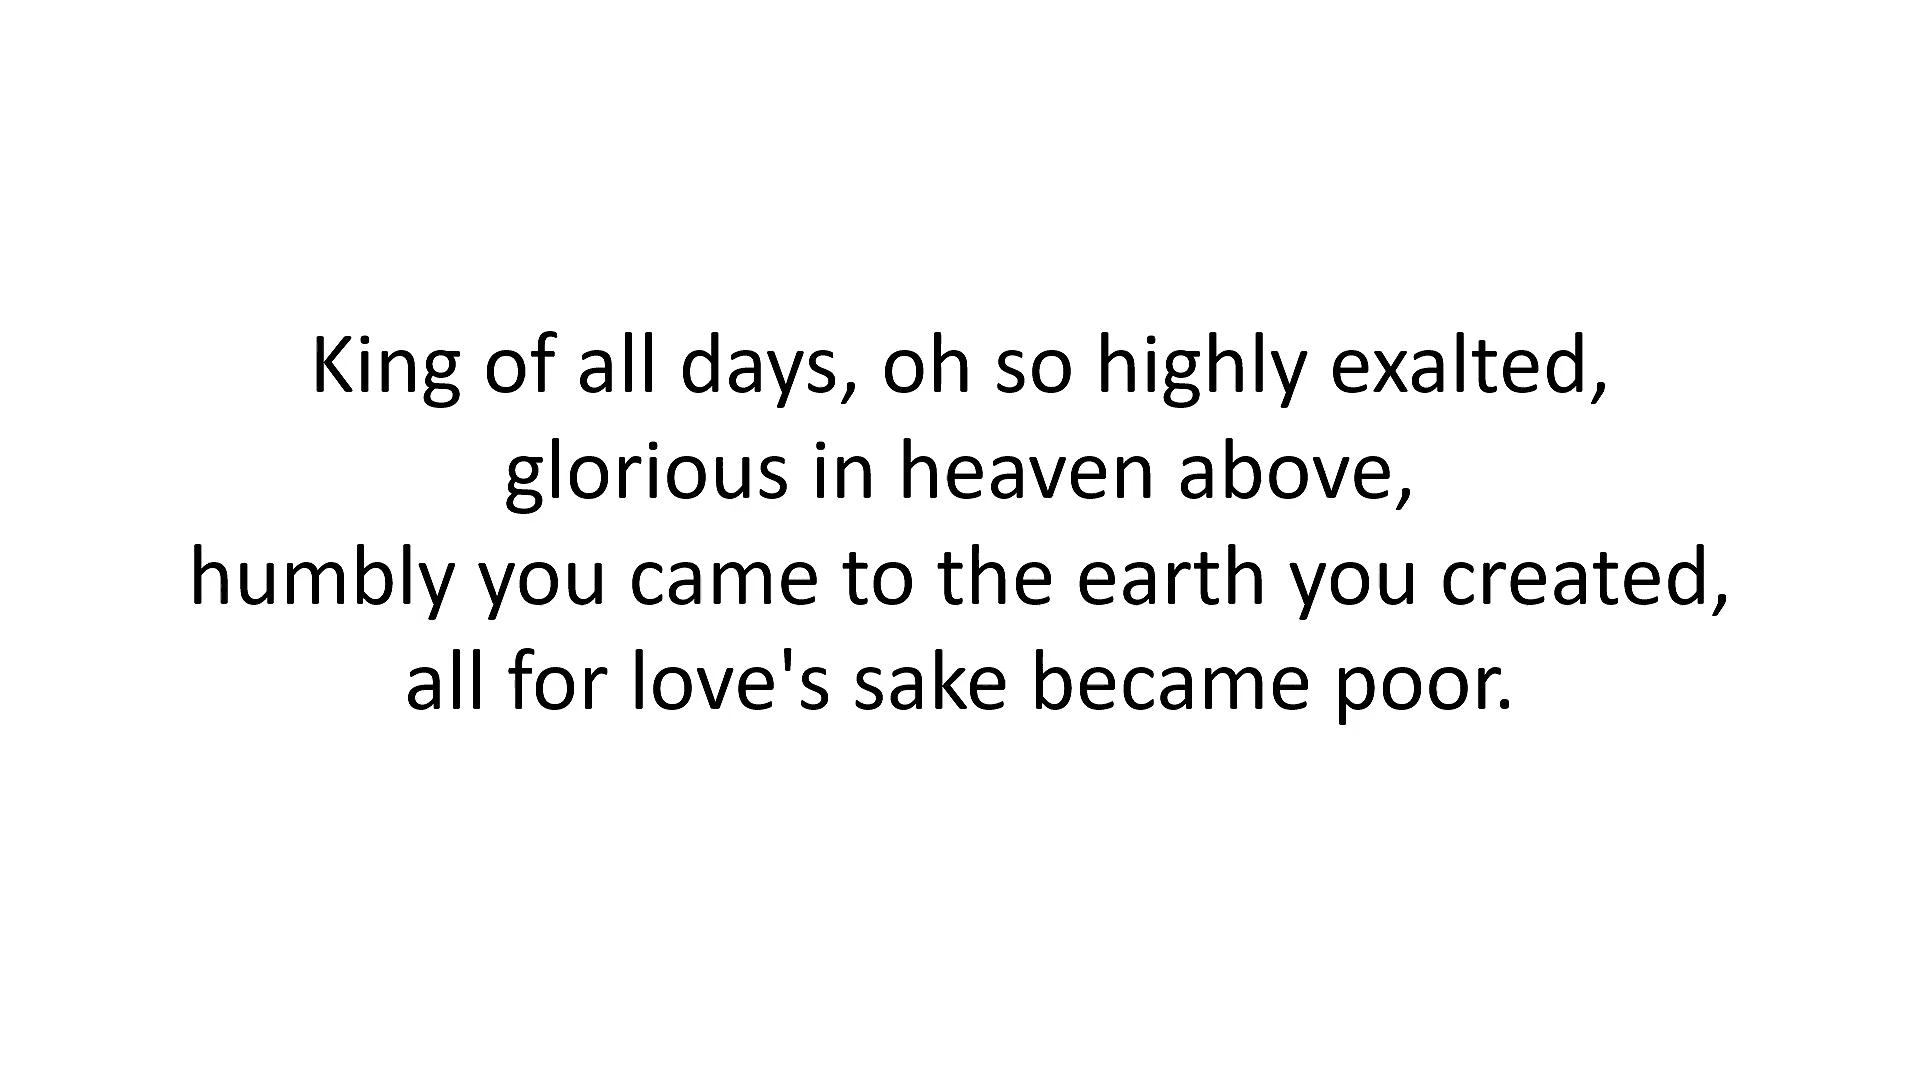 King of all days, oh so highly exalted,
glorious in heaven above,
humbly you came to the earth you created,
all for love's sake became poor.